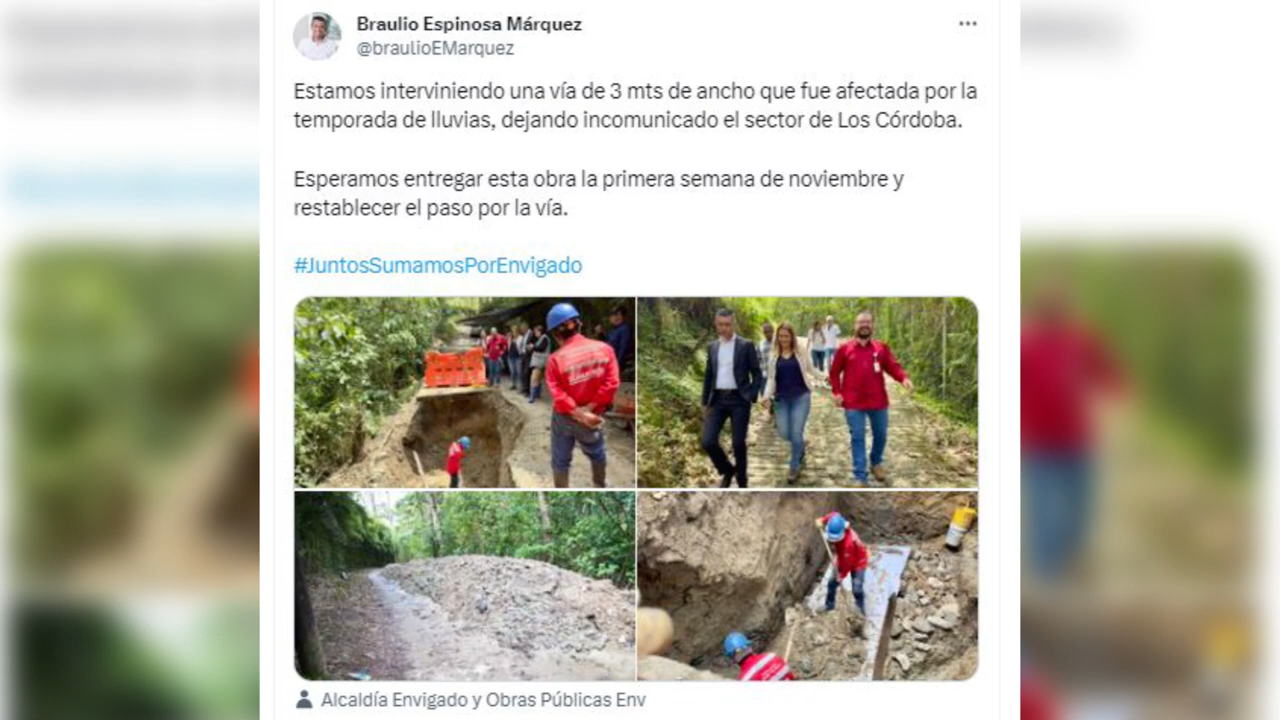 Braulio Espinosa Márquez
@braulioEMarquez
Estamos interviniendo una vía de 3 mts de ancho que fue afectada por la
temporada de lluvias, dejando incomunicado el sector de Los Córdoba.
Esperamos entregar esta obra la primera semana de noviembre y
restablecer el paso por la vía.
#JuntosSumamosPorEnvigado
Alcaldía Envigado y Obras Públicas Env